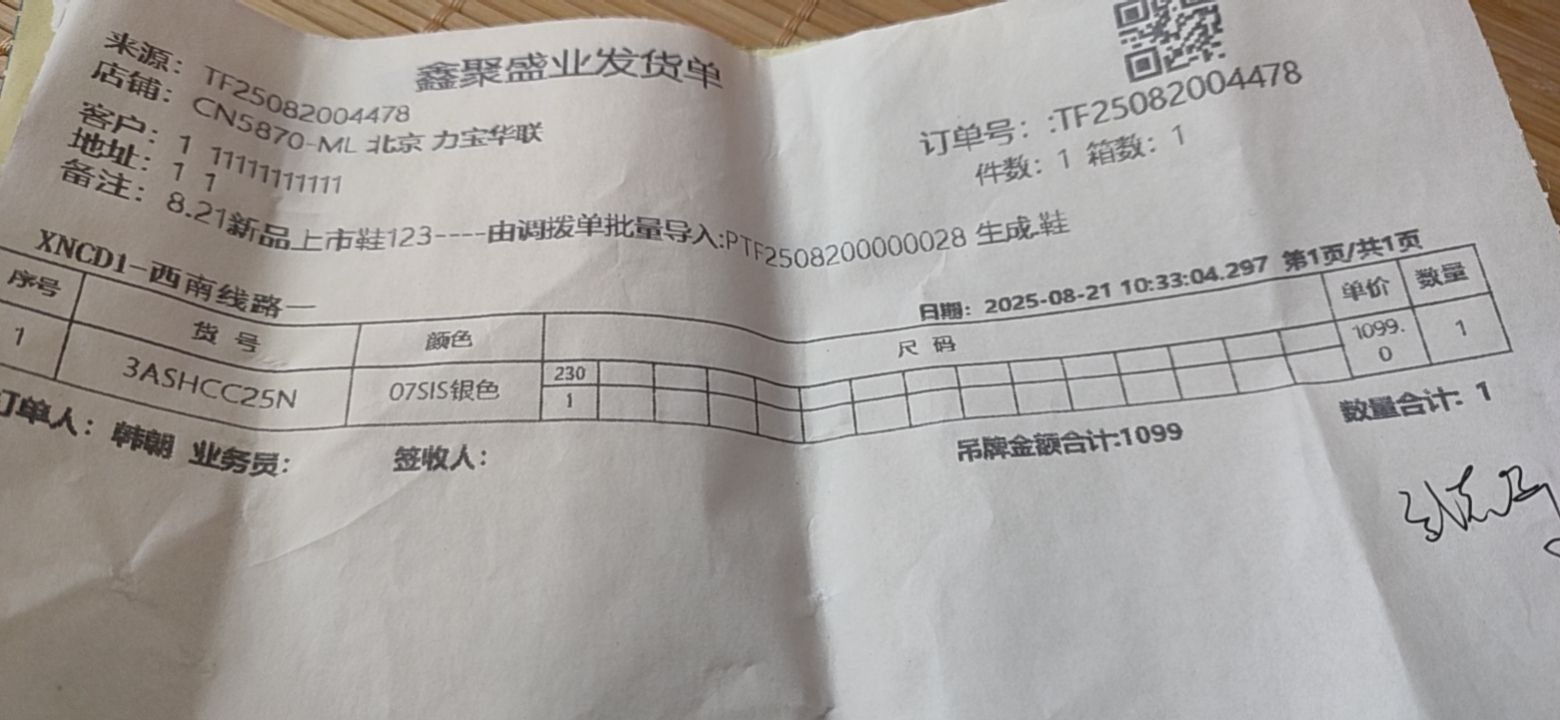 鑫聚盛业发货单
来源：TF25082004478
店铺：CN5870-ML 北京 力宝华联
订单号：:TF25082004478
客户：1 11111111111
件数：1 箱数：1
地址：1 1
备注：8.21新品上市鞋123----由调拨单批量导入:PTF2508200000028 生成.鞋
XNCD1-西南线路一
日期：2025-08-21 10:33:04.297 第1页/共1页
序号 货 号 颜色 尺 码 单价 数量
1 3ASHCC25N 07SIS银色 230 1099.0 1
1
订单人：韩朝 业务员： 签收人： 吊牌金额合计:1099 数量合计：1